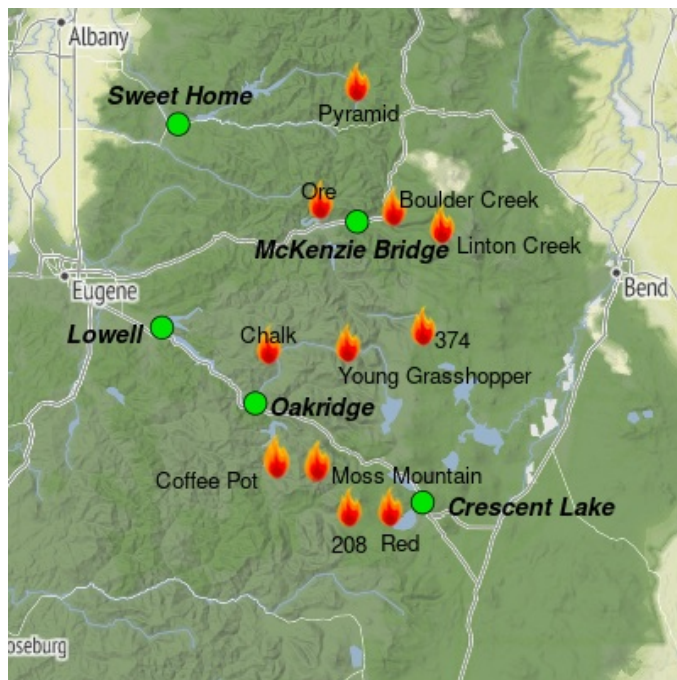 Albany
Sweet Home
Pyramid
Ore
Boulder Creek
McKenzie Bridge
Linton Creek
Eugene
Bend
Lowell
Chalk
374
Young Grasshopper
Oakridge
Coffee Pot
Moss Mountain
Crescent Lake
208
Red
oseburg